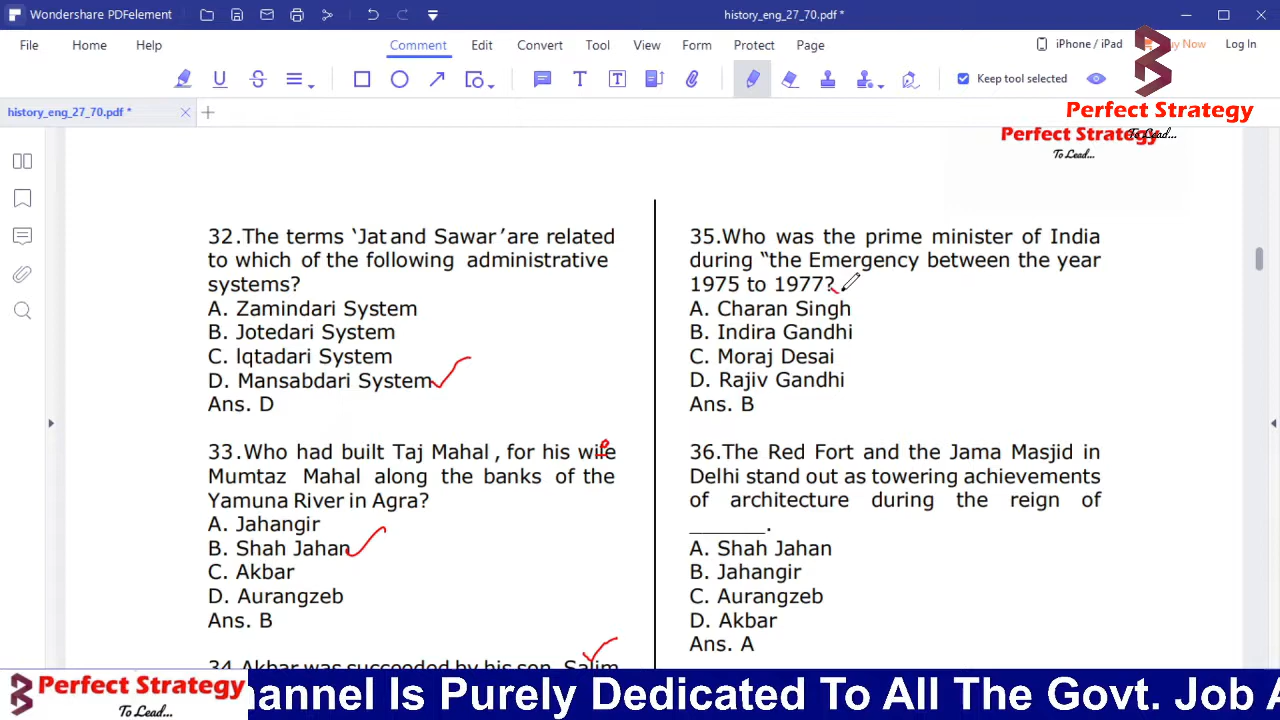 Wondershare PDFelement
history_eng_27_70.pdf *
File
Home
Help
Comment
Edit
Convert
Tool
View
Form
Protect
Page
iPhone / iPad
Buy Now
Log In
Keep tool selected
history_eng_27_70.pdf *
Perfect Strategy
To Lead...
Perfect Strategy
To Lead...
32.The terms ‘Jat and Sawar’are related
to which of the following administrative
systems?
A. Zamindari System
B. Jotedari System
C. Iqtadari System
D. Mansabdari System
Ans. D
33.Who had built Taj Mahal , for his wife
Mumtaz Mahal along the banks of the
Yamuna River in Agra?
A. Jahangir
B. Shah Jahan
C. Akbar
D. Aurangzeb
Ans. B
34.Akbar was succeeded by his son, Salim
35.Who was the prime minister of India
during “the Emergency between the year
1975 to 1977?
A. Charan Singh
B. Indira Gandhi
C. Moraj Desai
D. Rajiv Gandhi
Ans. B
36.The Red Fort and the Jama Masjid in
Delhi stand out as towering achievements
of architecture during the reign of
_______.
A. Shah Jahan
B. Jahangir
C. Aurangzeb
D. Akbar
Ans. A
Perfect Strategy
To Lead...
hannel Is Purely Dedicated To All The Govt. Job A